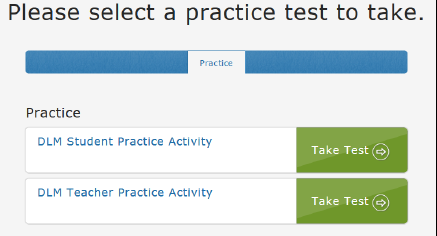 Please select a practice test to take.
Practice
Practice
DLM Student Practice Activity
Take Test
DLM Teacher Practice Activity
Take Test